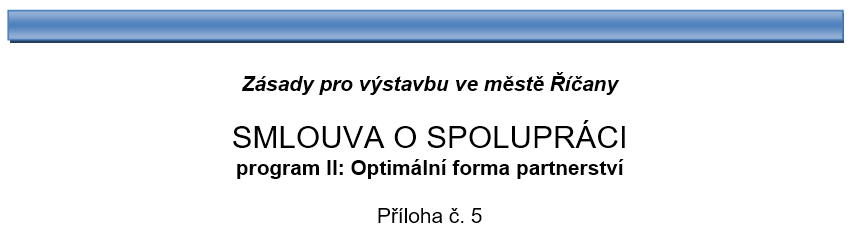 Zásady pro výstavbu ve městě Říčany
SMLOUVA O SPOLUPRÁCI
program II: Optimální forma partnerství
Příloha č. 5